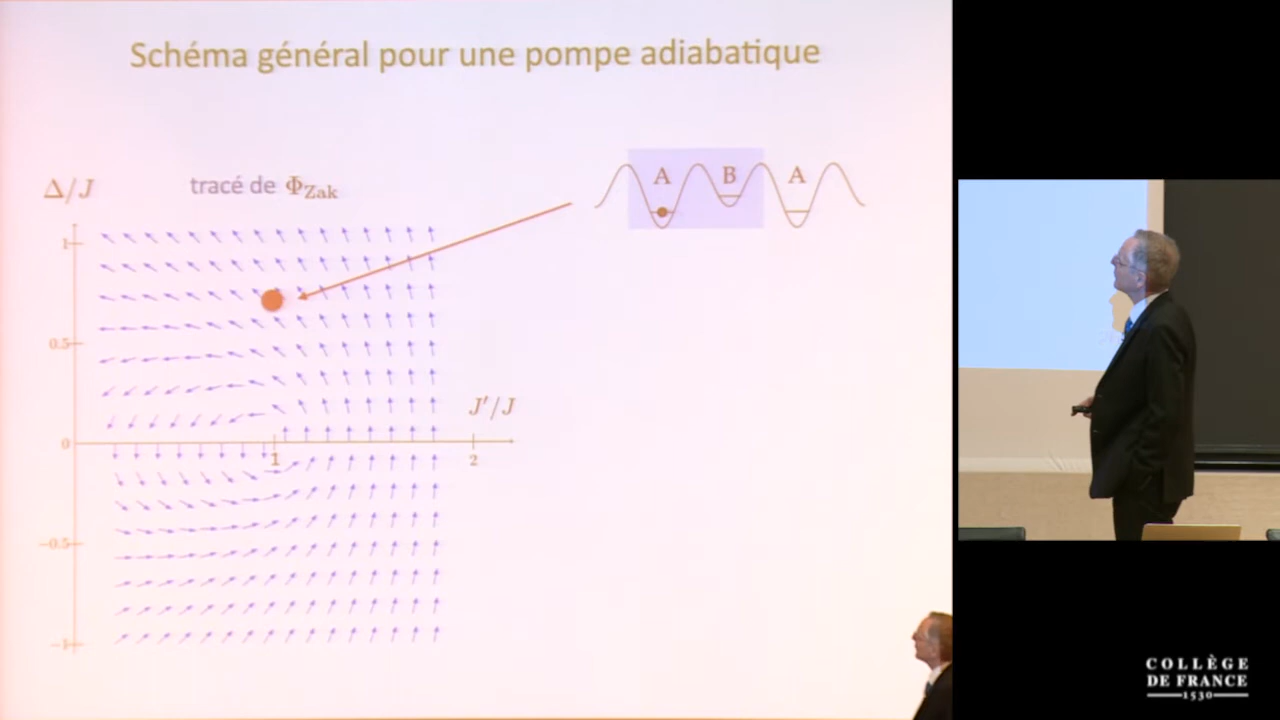 Schéma général pour une pompe adiabatique
Δ/J
tracé de Φ_Zak
A B A
1
0.5
J′/J
0
1 2
−0.5
−1
COLLÈGE
DE FRANCE
1530